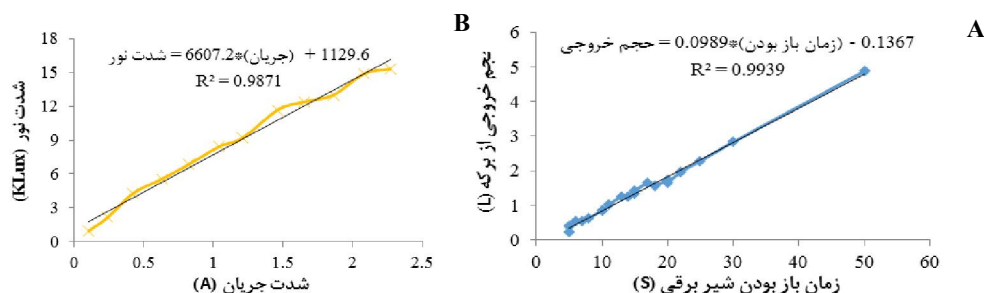 B
شدت نور = 6607.2*(جریان) + 1129.6
R² = 0.9871
شدت نور (KLux)
18
15
12
9
6
3
0
0
0.5
1
1.5
2
2.5
شدت جریان (A)
A
حجم خروجی = 0.0989*(زمان باز بودن) - 0.1367
R² = 0.9939
حجم خروجی از برکه (L)
6
5
4
3
2
1
0
0
10
20
30
40
50
60
زمان باز بودن شیر برقی (S)